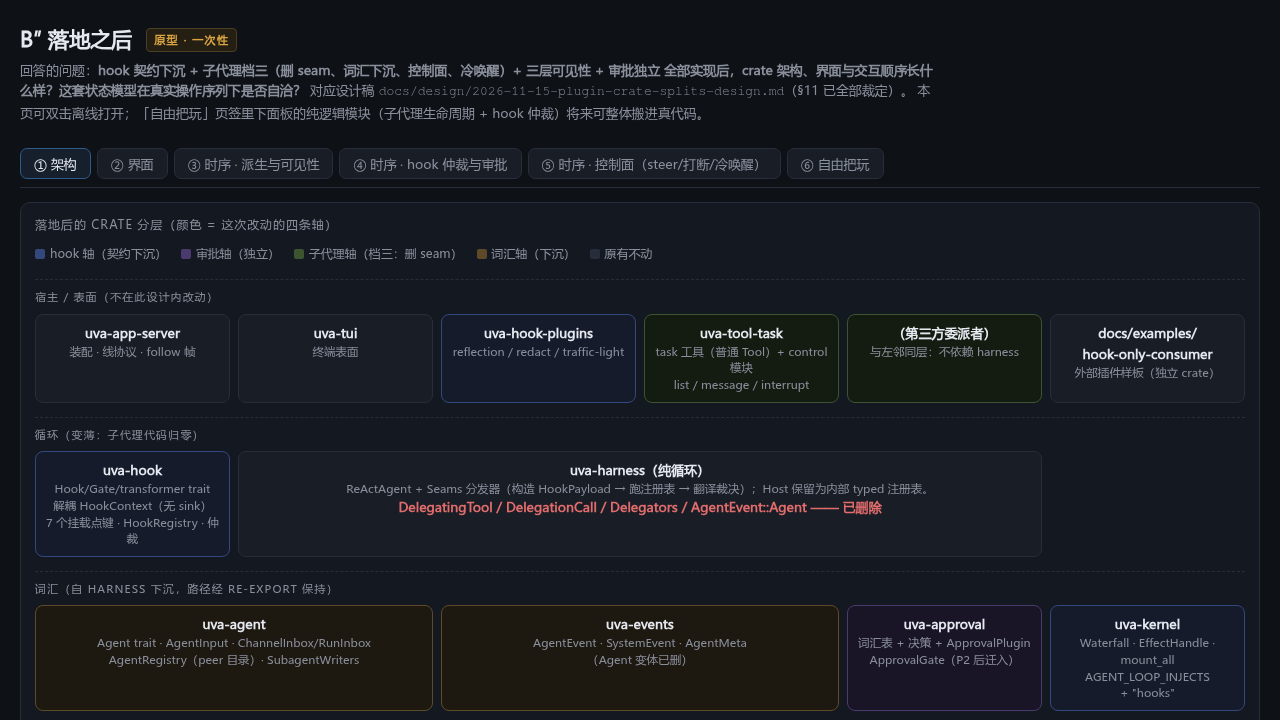 B″ 落地之后 原型 · 一次性
回答的问题：hook 契约下沉 + 子代理档三（删 seam、词汇下沉、控制面、冷唤醒）+ 三层可见性 + 审批独立 全部实现后，crate 架构、界面与交互顺序长什
么样？这套状态模型在真实操作序列下是否自洽？ 对应设计稿 docs/design/2026-11-15-plugin-crate-splits-design.md（§11 已全部裁定）。 本
页可双击离线打开；「自由把玩」页签里下面板的纯逻辑模块（子代理生命周期 + hook 仲裁）将来可整体搬进真代码。
① 架构 ② 界面 ③ 时序 · 派生与可见性 ④ 时序 · hook 仲裁与审批 ⑤ 时序 · 控制面（steer/打断/冷唤醒） ⑥ 自由把玩
落地后的 CRATE 分层（颜色 = 这次改动的四条轴）
hook 轴（契约下沉） 审批轴（独立） 子代理轴（档三：删 seam） 词汇轴（下沉） 原有不动
宿主 / 表面（不在此设计内改动）
uva-app-server
装配 · 线协议 · follow 帧
uva-tui
终端表面
uva-hook-plugins
reflection / redact / traffic-light
uva-tool-task
task 工具（普通 Tool）+ control
模块
list / message / interrupt
（第三方委派者）
与左邻同层：不依赖 harness
docs/examples/
hook-only-consumer
外部插件样板（独立 crate）
循环（变薄：子代理代码归零）
uva-hook
Hook/Gate/transformer trait
解耦 HookContext（无 sink）
7 个挂载点键 · HookRegistry · 仲
裁
uva-harness（纯循环）
ReActAgent + Seams 分发器（构造 HookPayload → 跑注册表 → 翻译裁决）；Host 保留为内部 typed 注册表。
DelegatingTool / DelegationCall / Delegators / AgentEvent::Agent —— 已删除
词汇（自 HARNESS 下沉，路径经 RE-EXPORT 保持）
uva-agent
Agent trait · AgentInput · ChannelInbox/RunInbox
AgentRegistry（peer 目录）· SubagentWriters
uva-events
AgentEvent · SystemEvent · AgentMeta
（Agent 变体已删）
uva-approval
词汇表 + 决策 + ApprovalPlugin
ApprovalGate（P2 后迁入）
uva-kernel
Waterfall · EffectHandle ·
mount_all
AGENT_LOOP_INJECTS
+ "hooks"